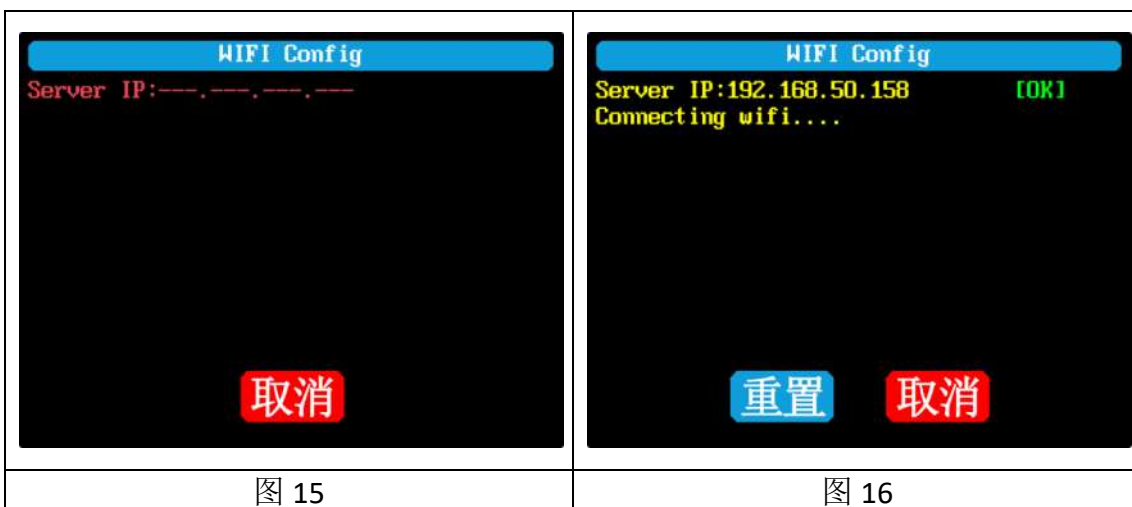 WIFI Config
Server IP:---.---.---.---
取消
图 15
WIFI Config
Server IP:192.168.50.158 [OK]
Connecting wifi....
重置 取消
图 16